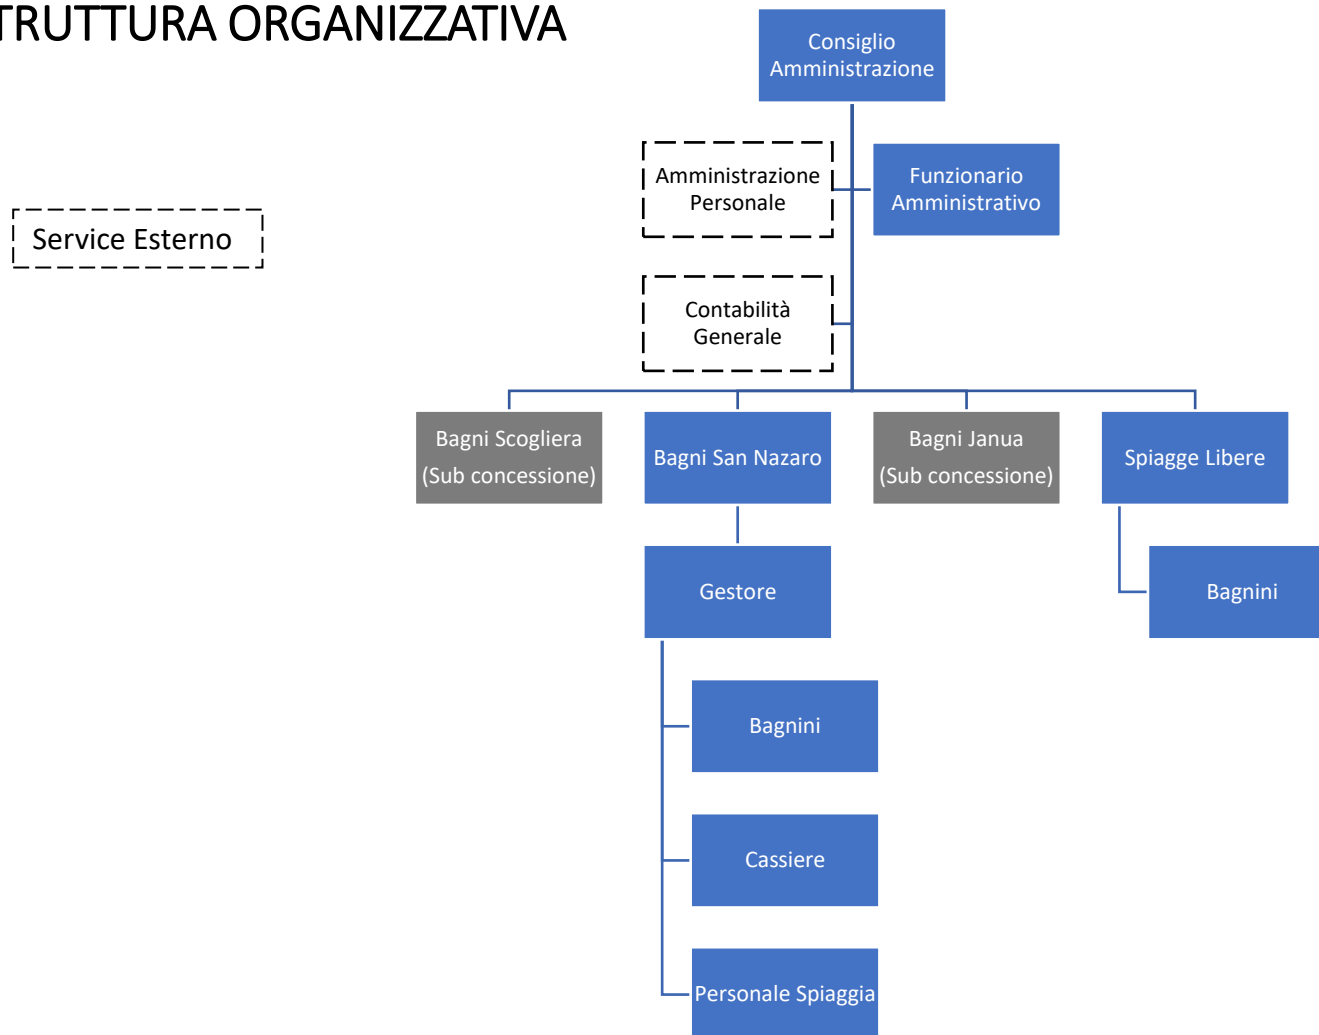 TRUTTURA ORGANIZZATIVA
Consiglio
Amministrazione
Amministrazione
Personale
Funzionario
Amministrativo
Service Esterno
Contabilità
Generale
Bagni Scogliera
(Sub concessione)
Bagni San Nazaro
Bagni Janua
(Sub concessione)
Spiagge Libere
Gestore
Bagnini
Bagnini
Cassiere
Personale Spiaggia